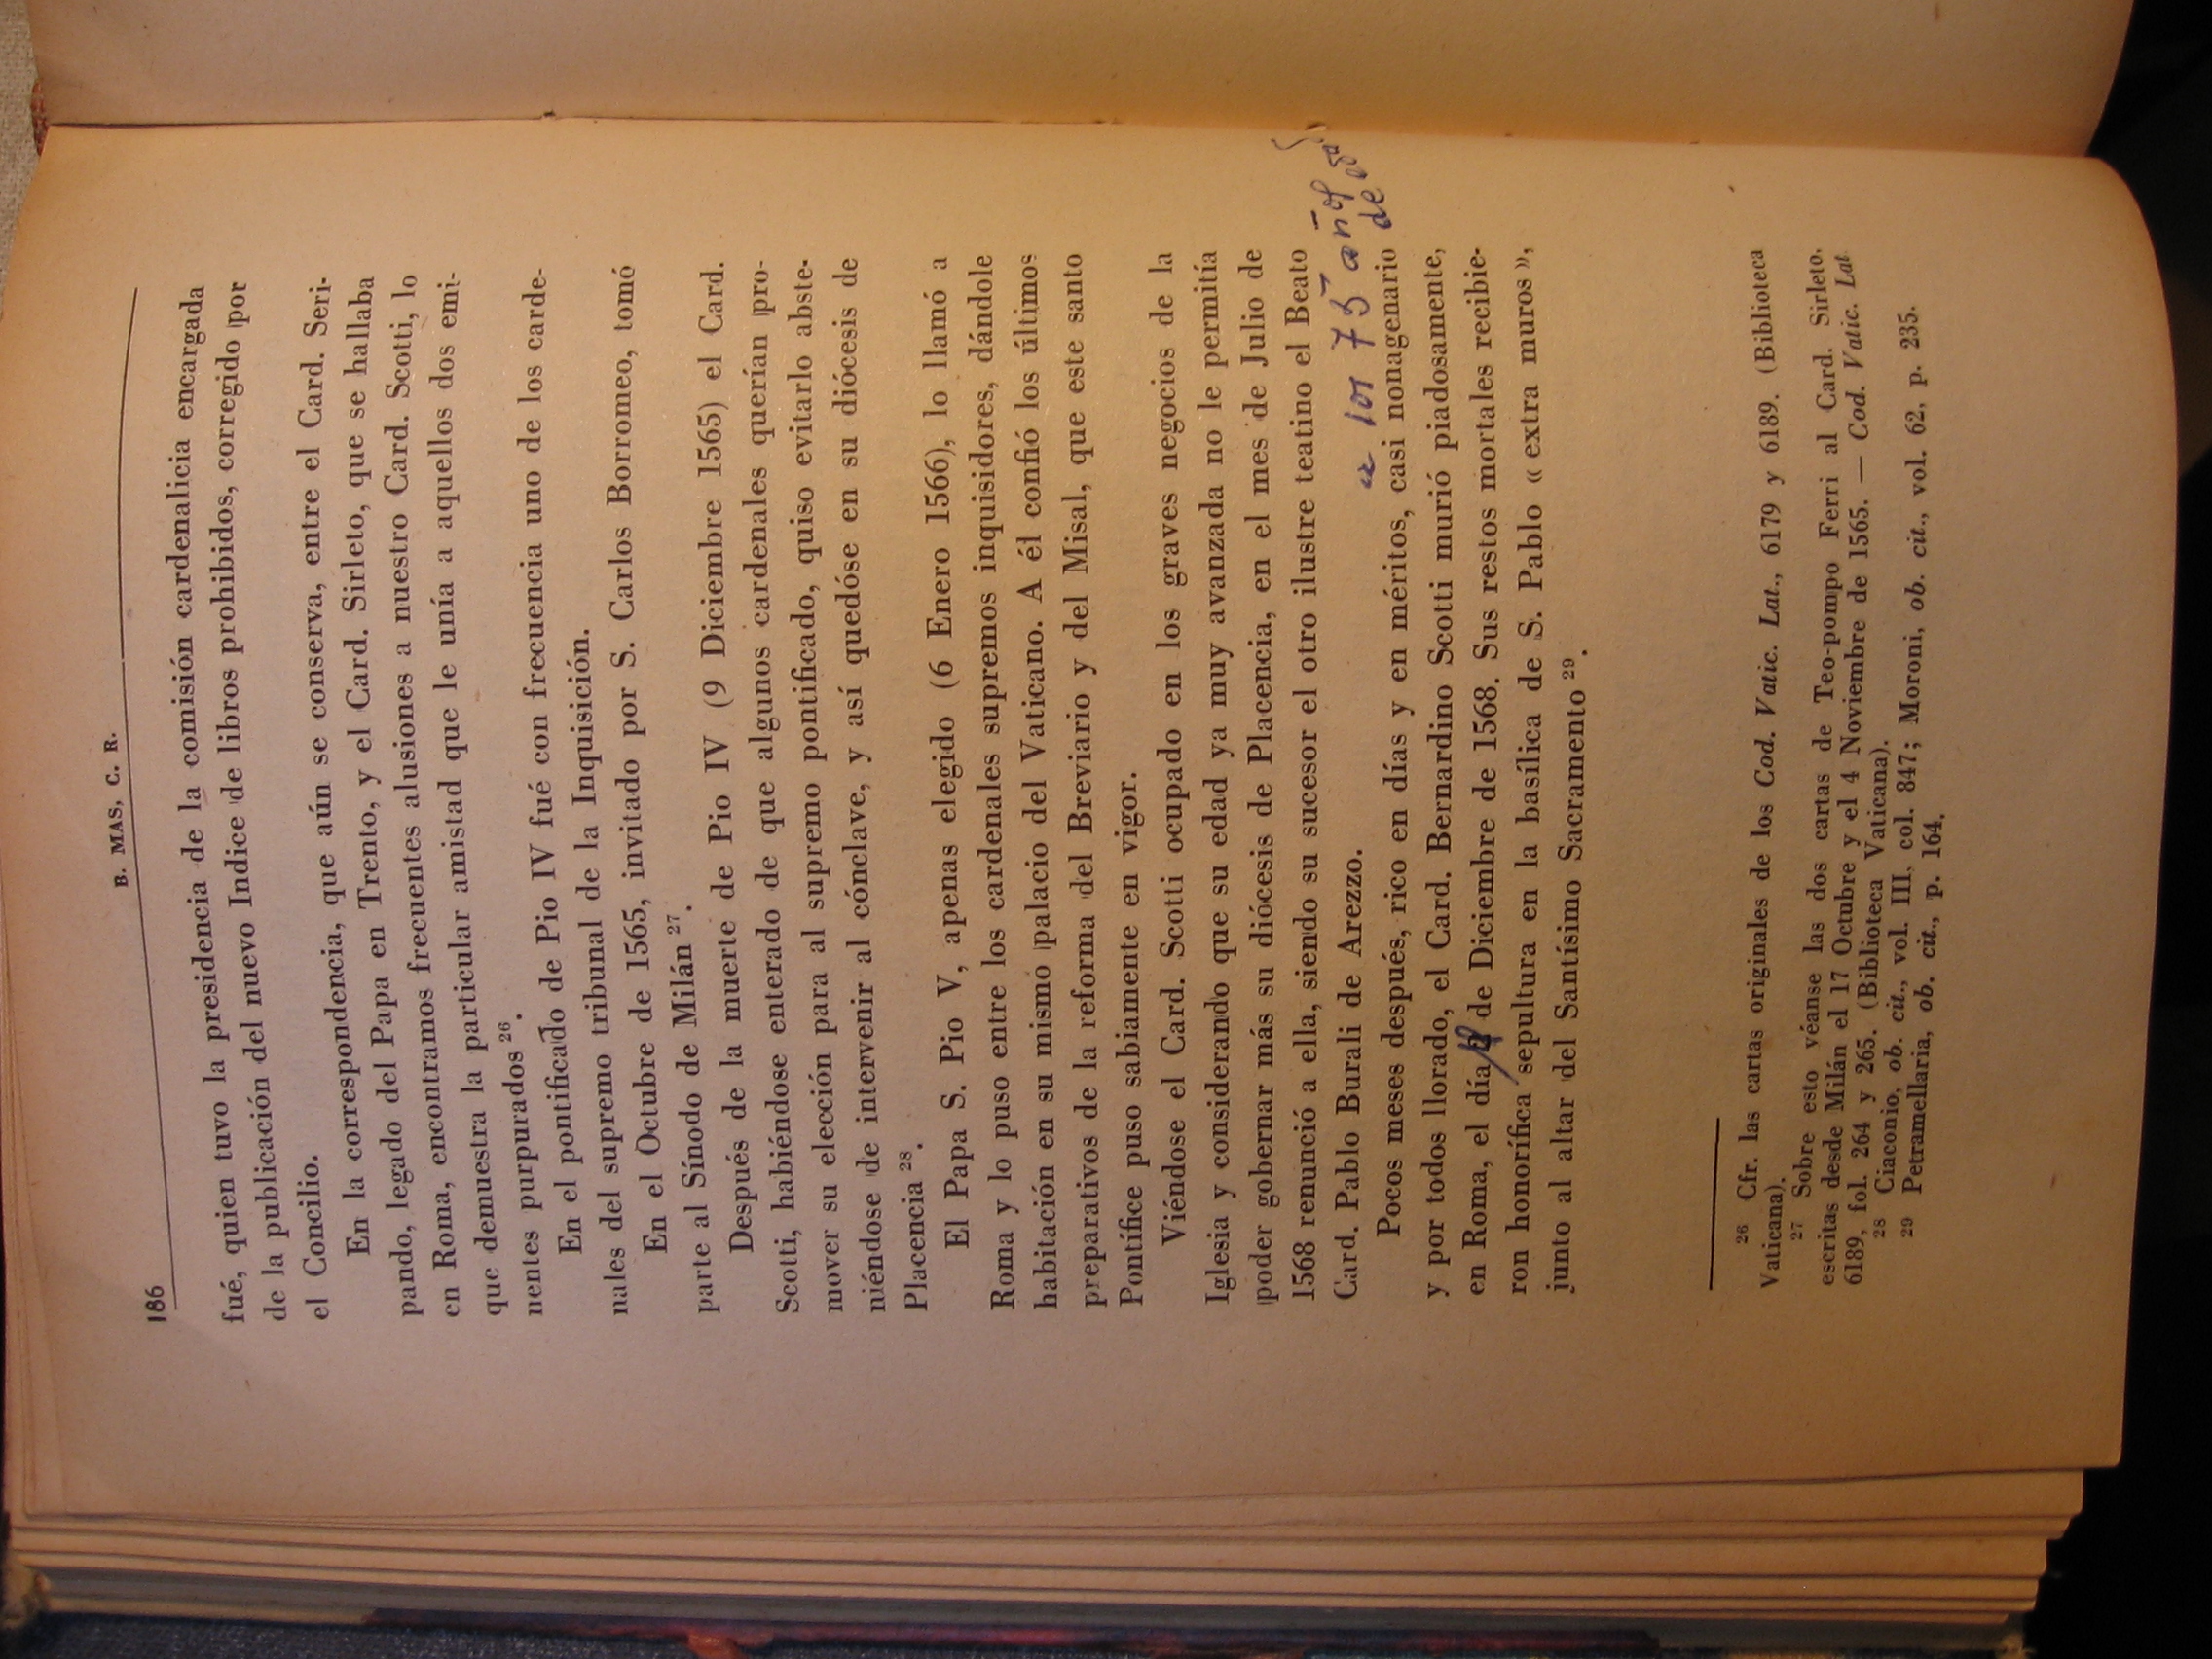 186
B. MAS, C. R.
fué, quien tuvo la presidencia de la comisión cardenalicia encargada
de la publicación del nuevo Indice de libros prohibidos, corregido por
el Concilio.
En la correspondencia, que aún se conserva, entre el Card. Seri-
pando, legado del Papa en Trento, y el Card. Sirleto, que se hallaba
en Roma, encontramos frecuentes alusiones a nuestro Card. Scotti, lo
que demuestra la particular amistad que le unía a aquellos dos emi-
nentes purpurados 26.
En el pontificado de Pio IV fué con frecuencia uno de los carde-
nales del supremo tribunal de la Inquisición.
En el Octubre de 1565, invitado por S. Carlos Borromeo, tomó
parte al Sínodo de Milán 27.
Después de la muerte de Pio IV (9 Diciembre 1565) el Card.
Scotti, habiéndose enterado de que algunos cardenales querían pro-
mover su elección para al supremo pontificado, quiso evitarlo abste-
niéndose de intervenir al cónclave, y así quedóse en su diócesis de
Placencia 28.
El Papa S. Pio V, apenas elegido (6 Enero 1566), lo llamó a
Roma y lo puso entre los cardenales supremos inquisidores, dándole
habitación en su mismo palacio del Vaticano. A él confió los últimos
preparativos de la reforma del Breviario y del Misal, que este santo
Pontífice puso sabiamente en vigor.
Viéndose el Card. Scotti ocupado en los graves negocios de la
Iglesia y considerando que su edad ya muy avanzada no le permitía
poder gobernar más su diócesis de Placencia, en el mes de Julio de
1568 renunció a ella, siendo su sucesor el otro ilustre teatino el Beato
Card. Pablo Burali de Arezzo.
a los 75 años
de edad
Pocos meses después, rico en días y en méritos, casi nonagenario
y por todos llorado, el Card. Bernardino Scotti murió piadosamente,
en Roma, el día de Diciembre de 1568. Sus restos mortales recibie-
ron honorífica sepultura en la basílica de S. Pablo « extra muros »,
junto al altar del Santísimo Sacramento 29.
26 Cfr. las cartas originales de los Cod. Vatic. Lat., 6179 y 6189. (Biblioteca
Vaticana).
27 Sobre esto véanse las dos cartas de Teo-pompo Ferri al Card. Sirleto,
escritas desde Milán el 17 Octubre y el 4 Noviembre de 1565. — Cod. Vatic. Lat
6189, fol. 264 y 265. (Biblioteca Vaticana).
28 Ciaconio, ob. cit., vol. III, col. 847; Moroni, ob. cit., vol. 62, p. 235.
29 Petramellaria, ob. cit., p. 164.